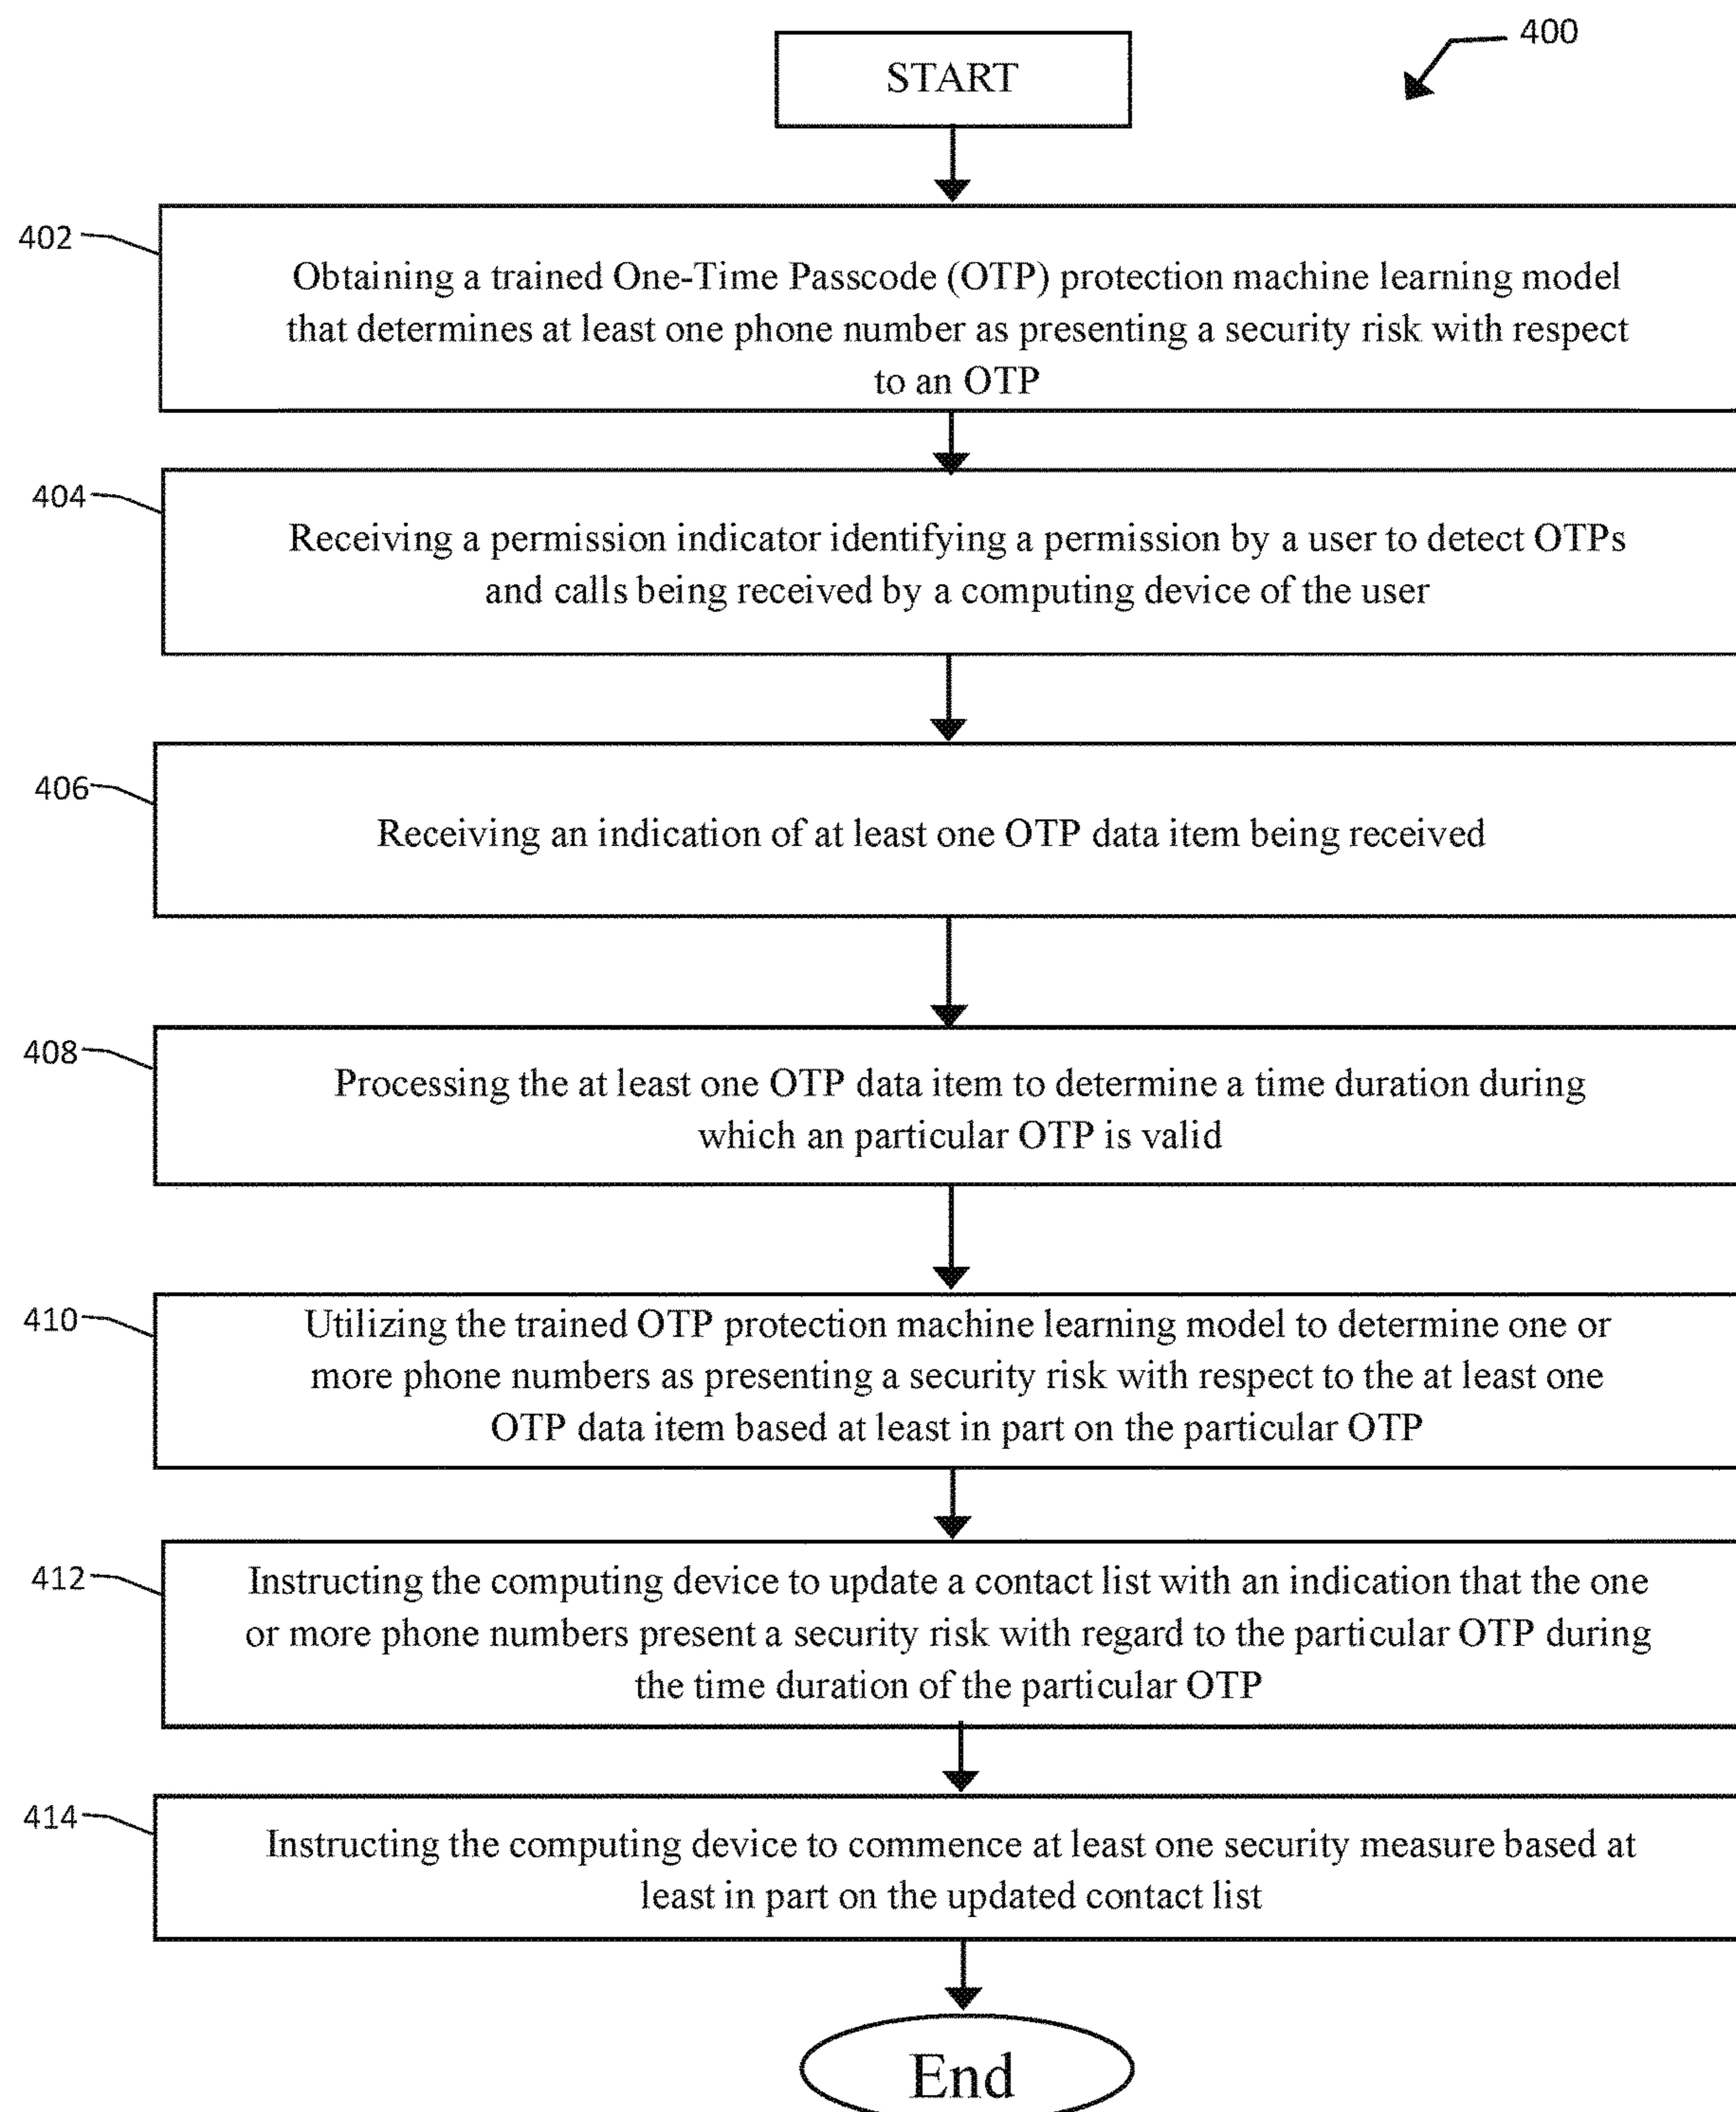 400
START
402
Obtaining a trained One-Time Passcode (OTP) protection machine learning model
that determines at least one phone number as presenting a security risk with respect
to an OTP
404
Receiving a permission indicator identifying a permission by a user to detect OTPs
and calls being received by a computing device of the user
406
Receiving an indication of at least one OTP data item being received
408
Processing the at least one OTP data item to determine a time duration during
which an particular OTP is valid
410
Utilizing the trained OTP protection machine learning model to determine one or
more phone numbers as presenting a security risk with respect to the at least one
OTP data item based at least in part on the particular OTP
412
Instructing the computing device to update a contact list with an indication that the one
or more phone numbers present a security risk with regard to the particular OTP during
the time duration of the particular OTP
414
Instructing the computing device to commence at least one security measure based at
least in part on the updated contact list
End